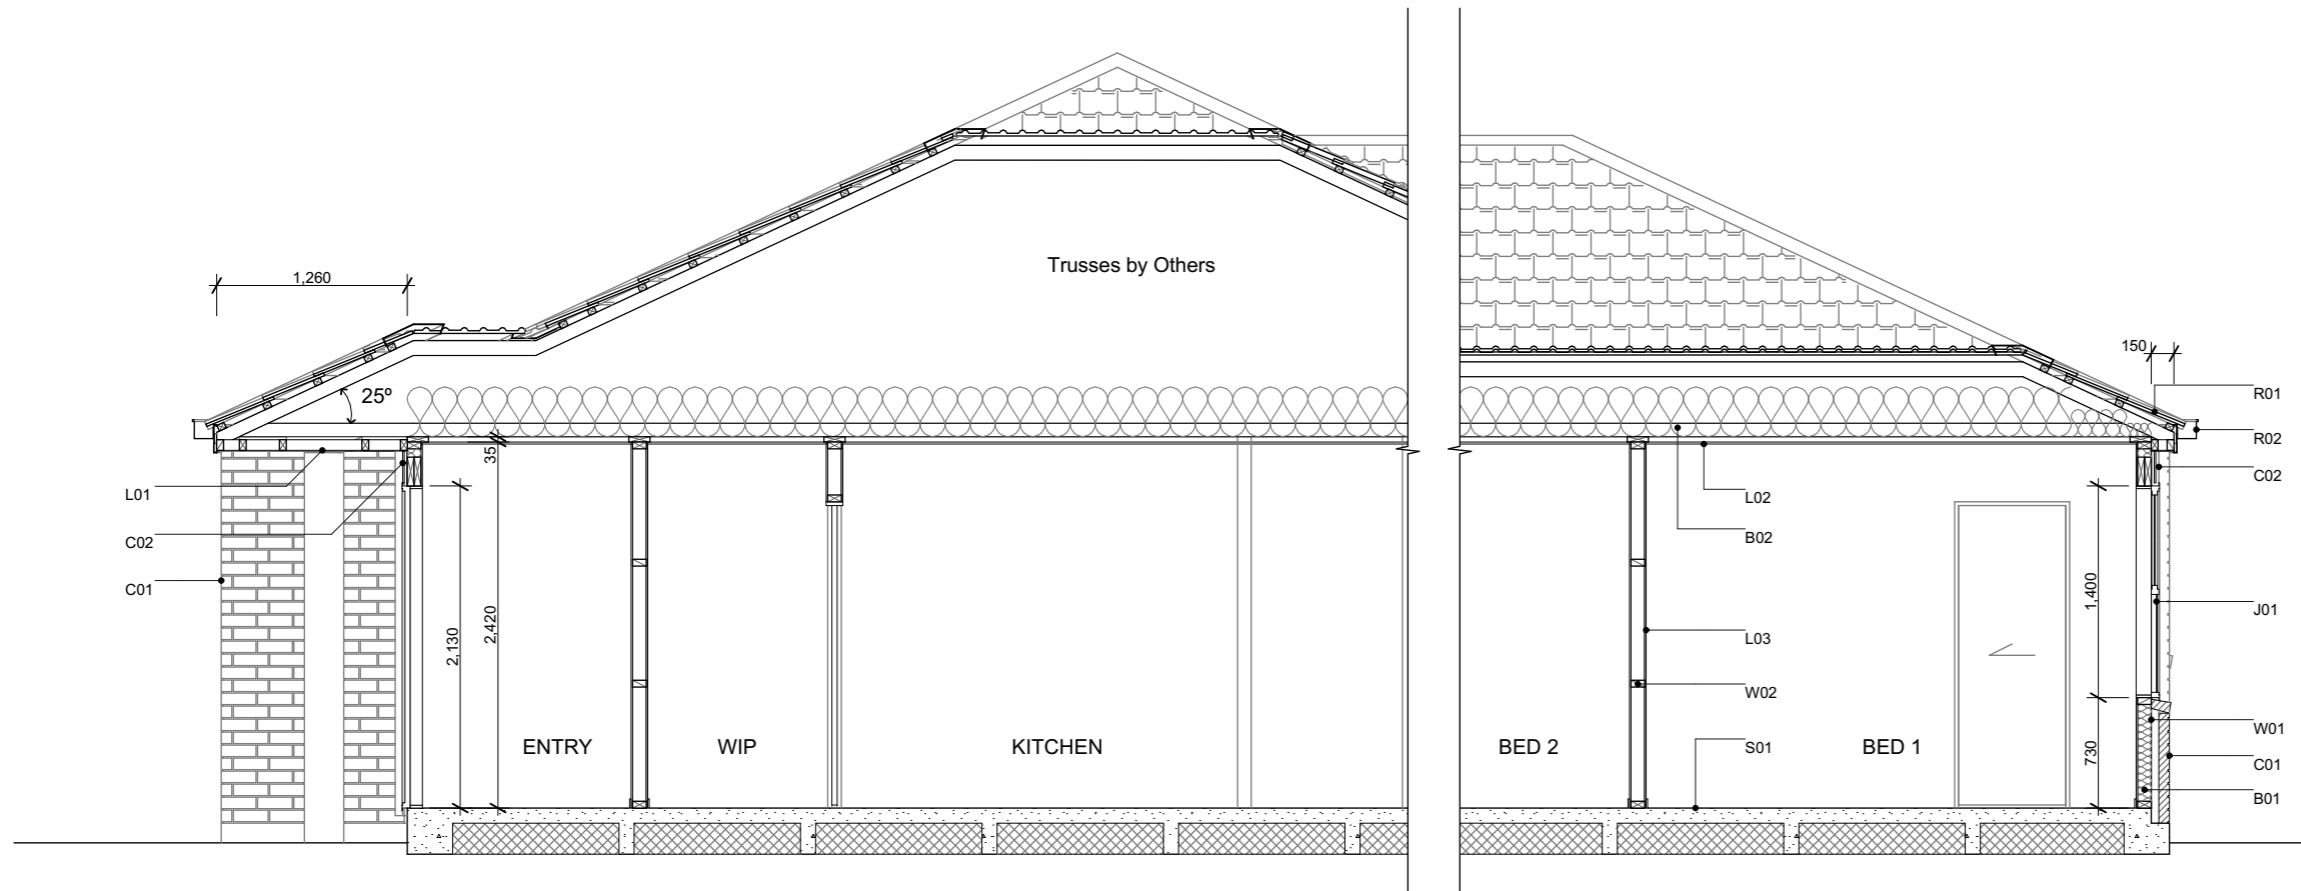 Trusses by Others
1,260
150
25º
R01
R02
C02
35
L01
C02
C01
L02
B02
2,130
2,420
1,400
J01
L03
W02
ENTRY
WIP
KITCHEN
BED 2
S01
BED 1
730
W01
C01
B01